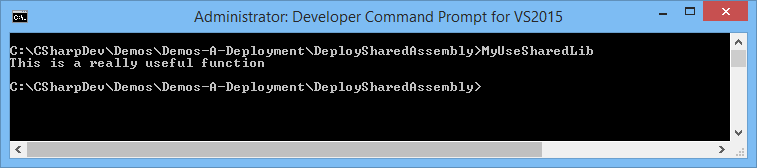 Administrator: Developer Command Prompt for VS2015
C:\CSharpDev\Demos\Demos-A-Deployment\DeploySharedAssembly>MyUseSharedLib
This is a really useful function
C:\CSharpDev\Demos\Demos-A-Deployment\DeploySharedAssembly>